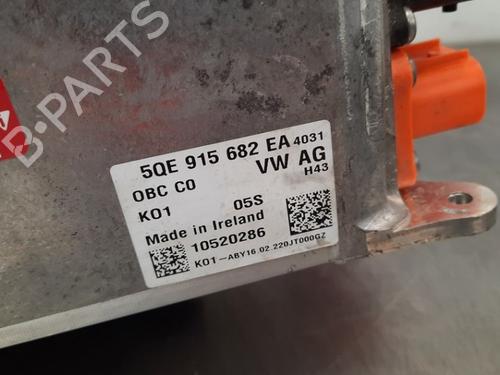 B-PARTS
5QE 915 682 EA 4031
OBC C0 VW AG
H43
K01 05S
Made in Ireland
10520286
K01-ABY16 02 220JT000GZ